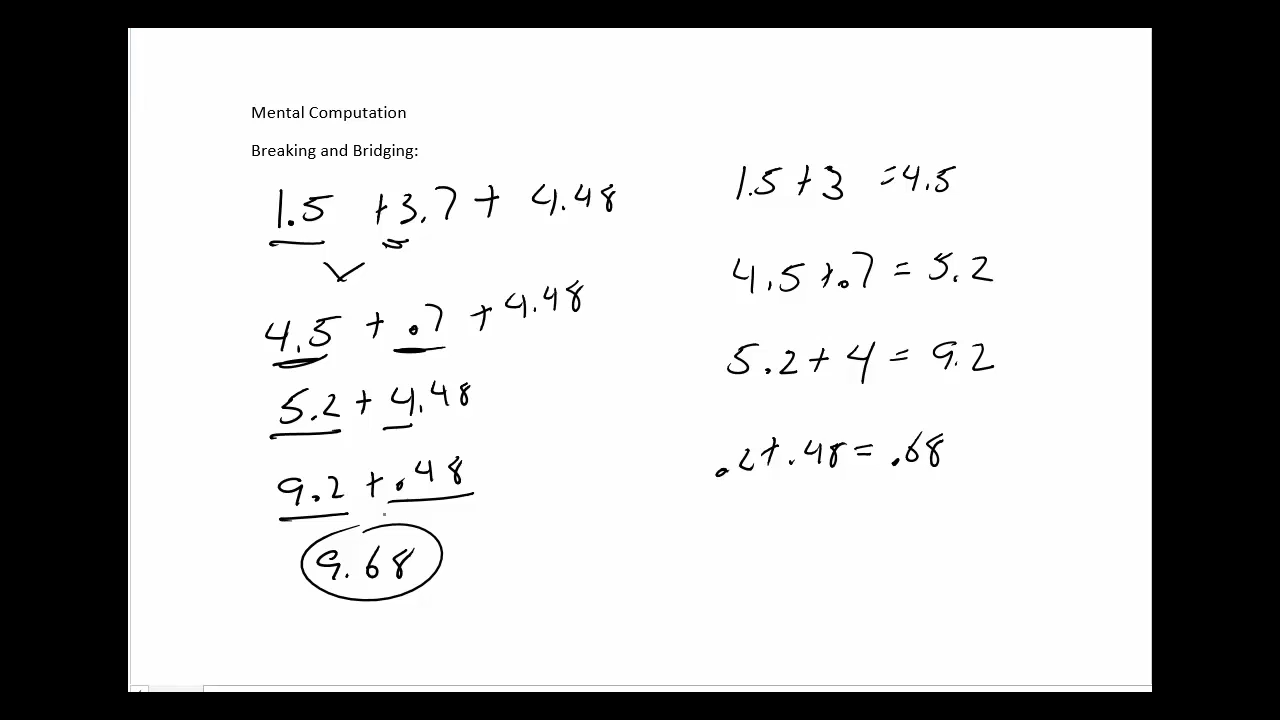 Mental Computation
Breaking and Bridging:
1.5 + 3.7 + 4.48
4.5 + .7 + 4.48
5.2 + 4.48
9.2 + .48
9.68
1.5 + 3 = 4.5
4.5 + .7 = 5.2
5.2 + 4 = 9.2
.2 + .48 = .68